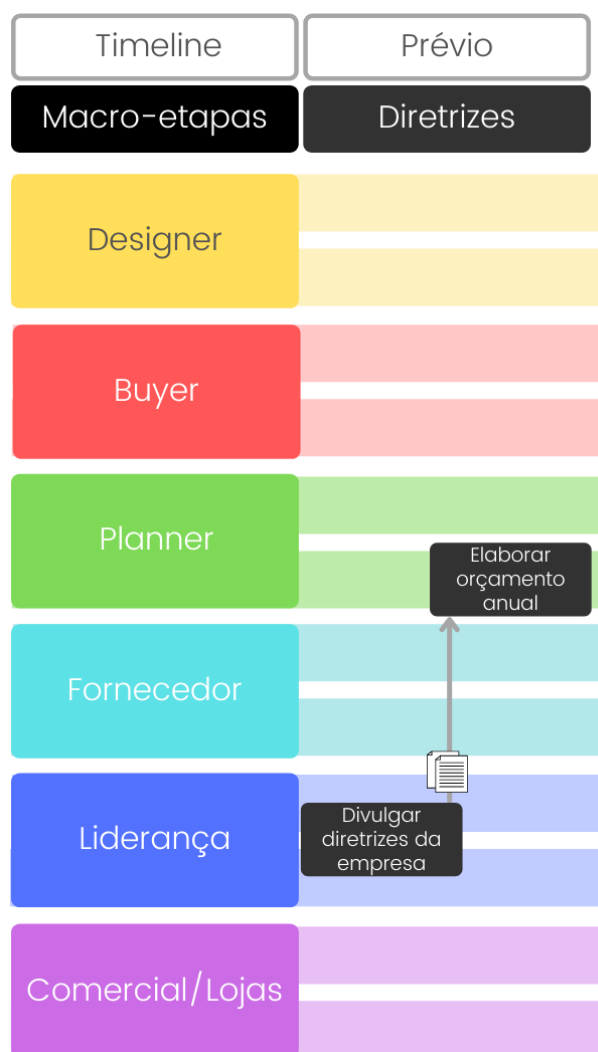 Timeline
Prévio
Macro-etapas
Diretrizes
Designer
Buyer
Planner
Elaborar
orçamento
anual
Fornecedor
Liderança
Divulgar
diretrizes da
empresa
Comercial/Lojas